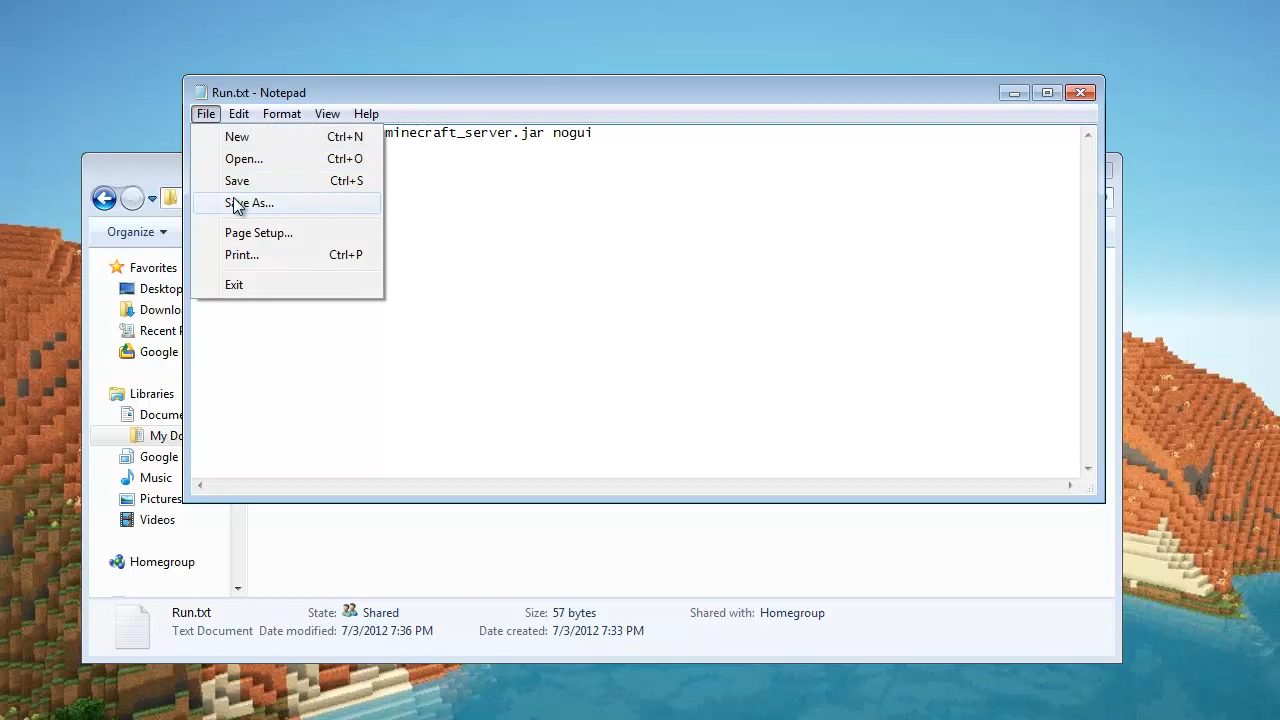 Run.txt - Notepad
File Edit Format View Help
minecraft_server.jar nogui
New Ctrl+N
Open... Ctrl+O
Save Ctrl+S
Save As...
Page Setup...
Print... Ctrl+P
Exit
Organize
Favorites
Desktop
Downlo
Recent P
Google
Libraries
Docume
My Do
Google
Music
Pictures
Videos
Homegroup
Run.txt State: Shared Size: 57 bytes Shared with: Homegroup
Text Document Date modified: 7/3/2012 7:36 PM Date created: 7/3/2012 7:33 PM